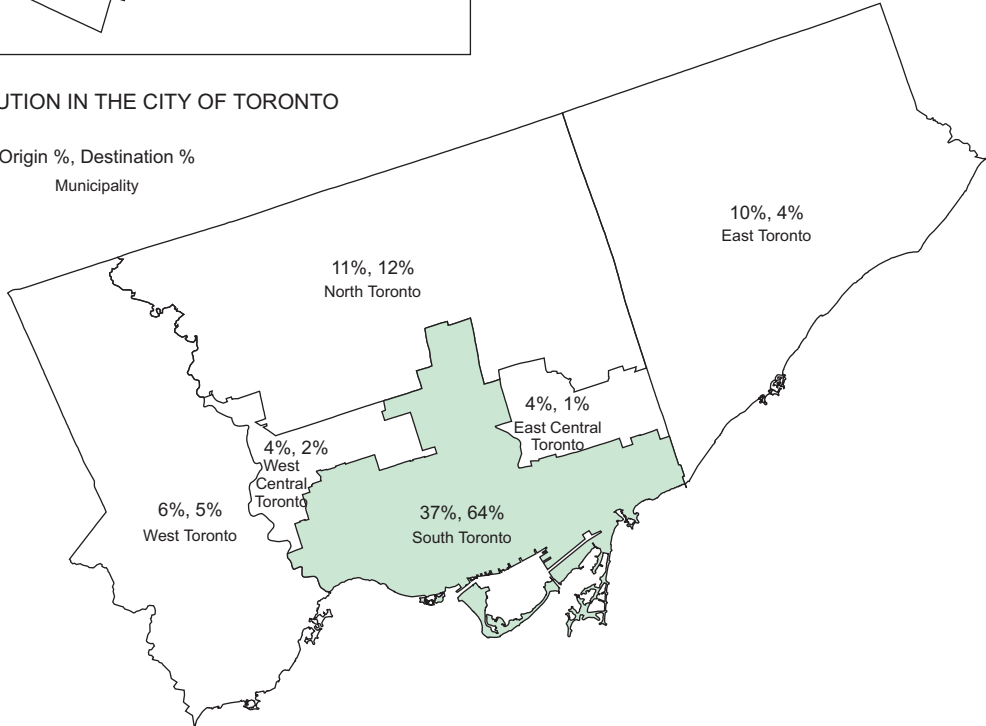 UTION IN THE CITY OF TORONTO
Origin %, Destination %
Municipality
10%, 4%
East Toronto
11%, 12%
North Toronto
4%, 1%
East Central
Toronto
4%, 2%
West
Central
Toronto
6%, 5%
West Toronto
37%, 64%
South Toronto